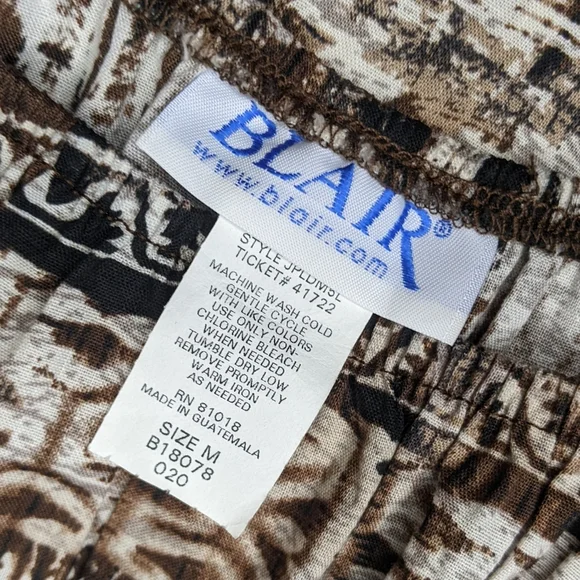 BLAIR®
www.blair.com
STYLE JPLDM5L
TICKET# 41722
MACHINE WASH COLD
GENTLE CYCLE
WITH LIKE COLORS
USE ONLY NON-
CHLORINE BLEACH
WHEN NEEDED
TUMBLE DRY LOW
REMOVE PROMPTLY
WARM IRON
AS NEEDED
RN 81018
MADE IN GUATEMALA
SIZE M
B18078
020